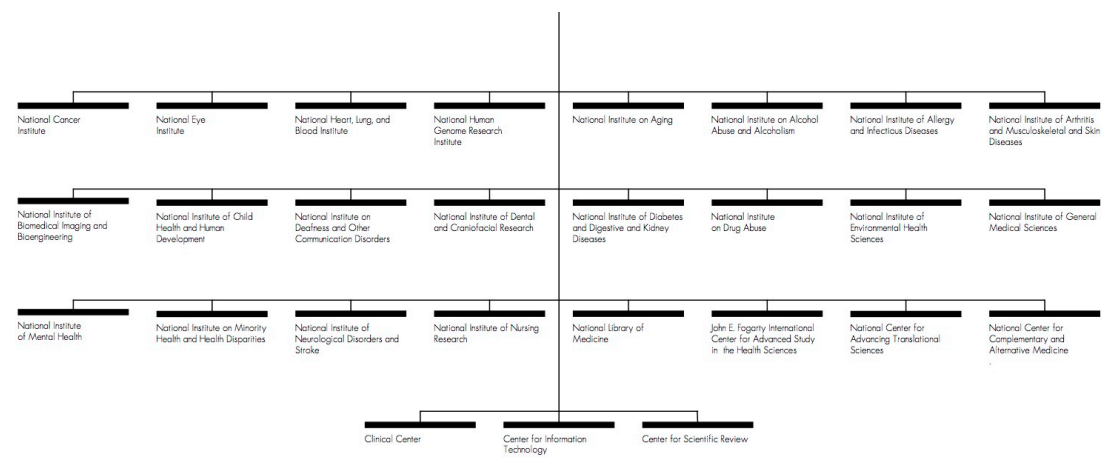 National Cancer
Institute
National Eye
Institute
National Heart, Lung, and
Blood Institute
National Human
Genome Research
Institute
National Institute on Aging
National Institute on Alcohol
Abuse and Alcoholism
National Institute of Allergy
and Infectious Diseases
National Institute of Arthritis
and Musculoskeletal and Skin
Diseases
National Institute of
Biomedical Imaging and
Bioengineering
National Institute of Child
Health and Human
Development
National Institute on
Deafness and Other
Communication Disorders
National Institute of Dental
and Craniofacial Research
National Institute of Diabetes
and Digestive and Kidney
Diseases
National Institute
on Drug Abuse
National Institute of
Environmental Health
Sciences
National Institute of General
Medical Sciences
National Institute
of Mental Health
National Institute on Minority
Health and Health Disparities
National Institute of
Neurological Disorders and
Stroke
National Institute of Nursing
Research
National Library of
Medicine
John E. Fogarty International
Center for Advanced Study
in the Health Sciences
National Center for
Advancing Translational
Sciences
National Center for
Complementary and
Alternative Medicine
.
Clinical Center
Center for Information
Technology
Center for Scientific Review